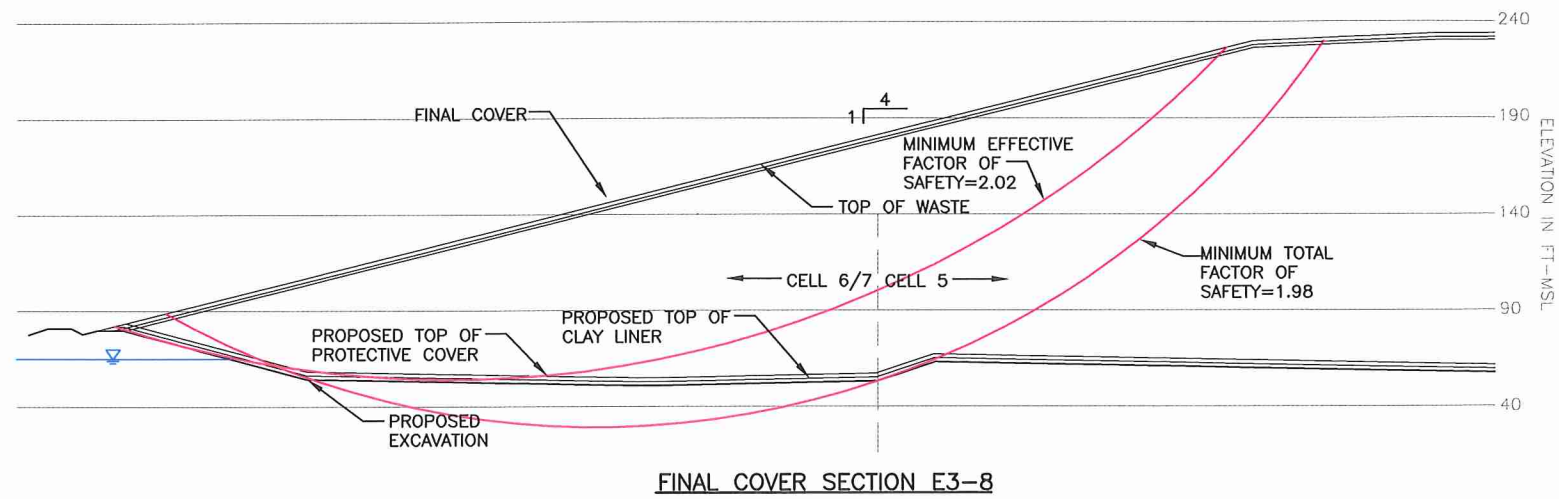 240
FINAL COVER
1
4
190
MINIMUM EFFECTIVE
FACTOR OF
SAFETY=2.02
TOP OF WASTE
140
ELEVATION IN FT-MSL
CELL 6/7
CELL 5
MINIMUM TOTAL
FACTOR OF
SAFETY=1.98
90
PROPOSED TOP OF
PROTECTIVE COVER
PROPOSED TOP OF
CLAY LINER
40
PROPOSED
EXCAVATION
FINAL COVER SECTION E3-8